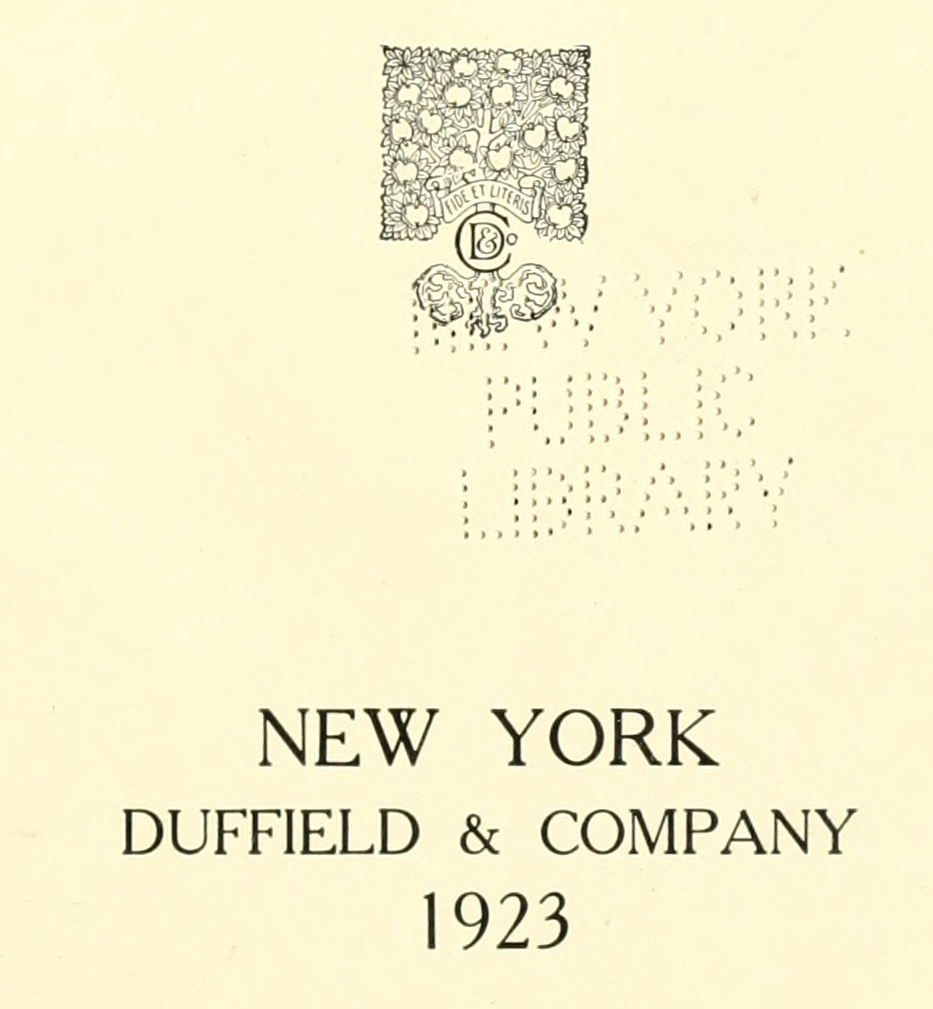 FIDE ET LITERIS
D & Co
NEW YORK
PUBLIC
LIBRARY
NEW YORK
DUFFIELD & COMPANY
1923